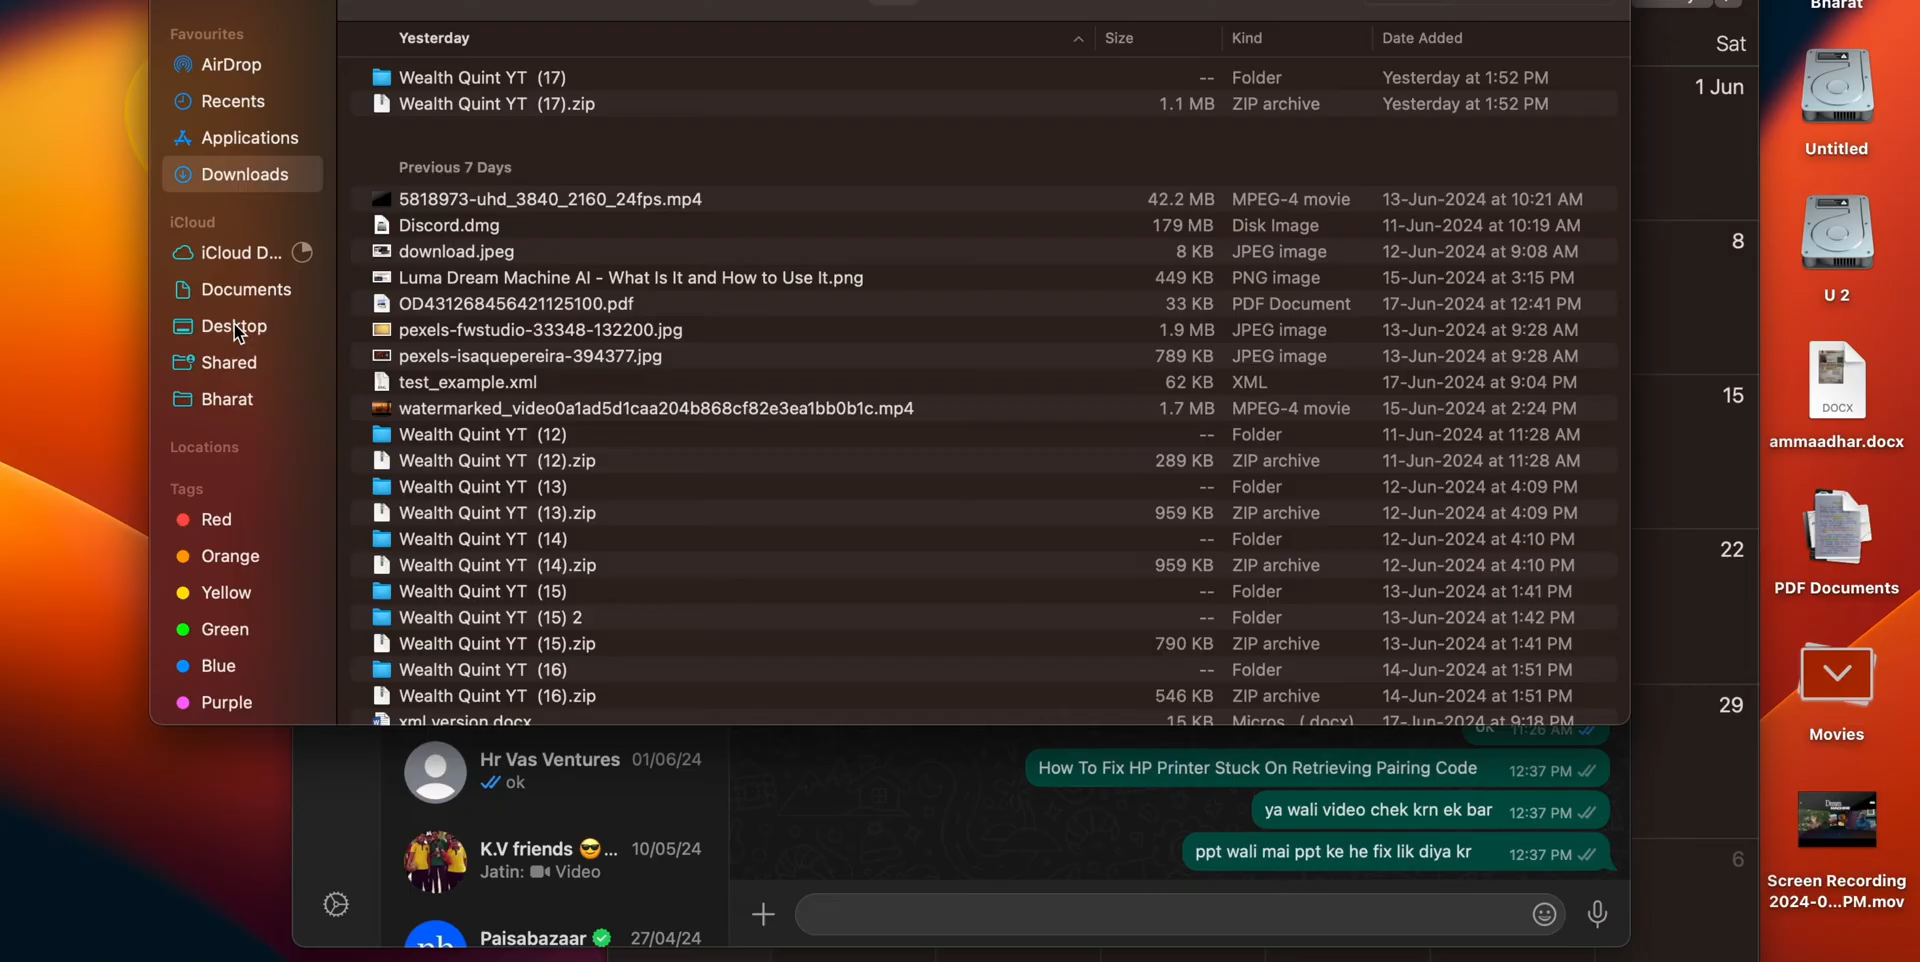 Favourites
AirDrop
Recents
Applications
Downloads
iCloud
iCloud D...
Documents
Desktop
Shared
Bharat
Locations
Tags
Red
Orange
Yellow
Green
Blue
Purple
Yesterday Size Kind Date Added
Wealth Quint YT (17) -- Folder Yesterday at 1:52 PM
Wealth Quint YT (17).zip 1.1 MB ZIP archive Yesterday at 1:52 PM
Previous 7 Days
5818973-uhd_3840_2160_24fps.mp4 42.2 MB MPEG-4 movie 13-Jun-2024 at 10:21 AM
Discord.dmg 179 MB Disk Image 11-Jun-2024 at 10:19 AM
download.jpeg 8 KB JPEG image 12-Jun-2024 at 9:08 AM
Luma Dream Machine AI - What Is It and How to Use It.png 449 KB PNG image 15-Jun-2024 at 3:15 PM
OD431268456421125100.pdf 33 KB PDF Document 17-Jun-2024 at 12:41 PM
pexels-fwstudio-33348-132200.jpg 1.9 MB JPEG image 13-Jun-2024 at 9:28 AM
pexels-isaquepereira-394377.jpg 789 KB JPEG image 13-Jun-2024 at 9:28 AM
test_example.xml 62 KB XML 17-Jun-2024 at 9:04 PM
watermarked_video0a1ad5d1caa204b868cf82e3ea1bb0b1c.mp4 1.7 MB MPEG-4 movie 15-Jun-2024 at 2:24 PM
Wealth Quint YT (12) -- Folder 11-Jun-2024 at 11:28 AM
Wealth Quint YT (12).zip 289 KB ZIP archive 11-Jun-2024 at 11:28 AM
Wealth Quint YT (13) -- Folder 12-Jun-2024 at 4:09 PM
Wealth Quint YT (13).zip 959 KB ZIP archive 12-Jun-2024 at 4:09 PM
Wealth Quint YT (14) -- Folder 12-Jun-2024 at 4:10 PM
Wealth Quint YT (14).zip 959 KB ZIP archive 12-Jun-2024 at 4:10 PM
Wealth Quint YT (15) -- Folder 13-Jun-2024 at 1:41 PM
Wealth Quint YT (15) 2 -- Folder 13-Jun-2024 at 1:42 PM
Wealth Quint YT (15).zip 790 KB ZIP archive 13-Jun-2024 at 1:41 PM
Wealth Quint YT (16) -- Folder 14-Jun-2024 at 1:51 PM
Wealth Quint YT (16).zip 546 KB ZIP archive 14-Jun-2024 at 1:51 PM
xml version.docx 15 KB Micros...(.docx) 17-Jun-2024 at 9:18 PM
Hr Vas Ventures 01/06/24
ok
K.V friends 😎... 10/05/24
Jatin: Video
Paisabazaar 27/04/24
ok 11:26 AM
How To Fix HP Printer Stuck On Retrieving Pairing Code 12:37 PM
ya wali video chek krn ek bar 12:37 PM
ppt wali mai ppt ke he fix lik diya kr 12:37 PM
Sat
1 Jun
8
15
22
29
6
Bharat
Untitled
U 2
DOCX
ammaadhar.docx
PDF Documents
Movies
Screen Recording
2024-0...PM.mov